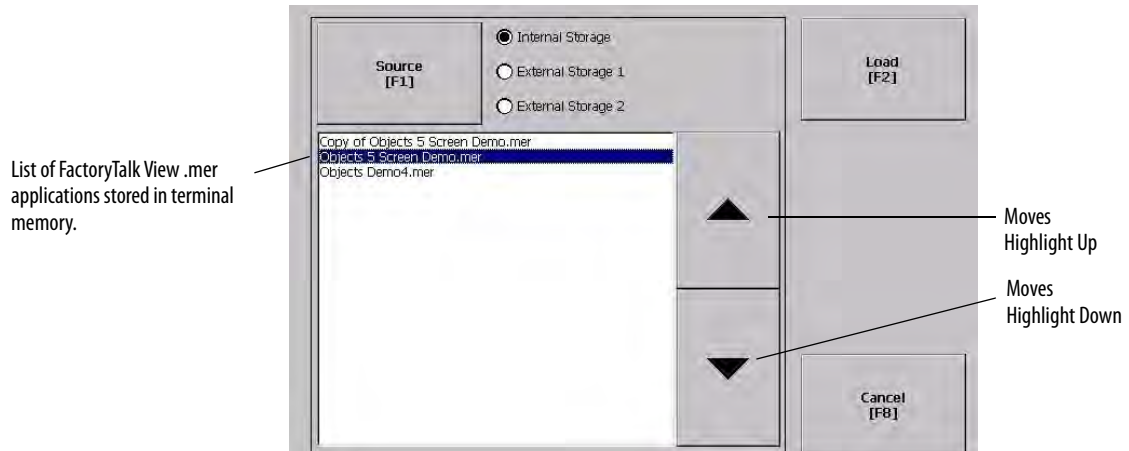 Source
[F1]
Internal Storage
External Storage 1
External Storage 2
Load
[F2]
Copy of Objects 5 Screen Demo.mer
Objects 5 Screen Demo.mer
Objects Demo4.mer
List of FactoryTalk View .mer
applications stored in terminal
memory.
Moves
Highlight Up
Moves
Highlight Down
Cancel
[F8]